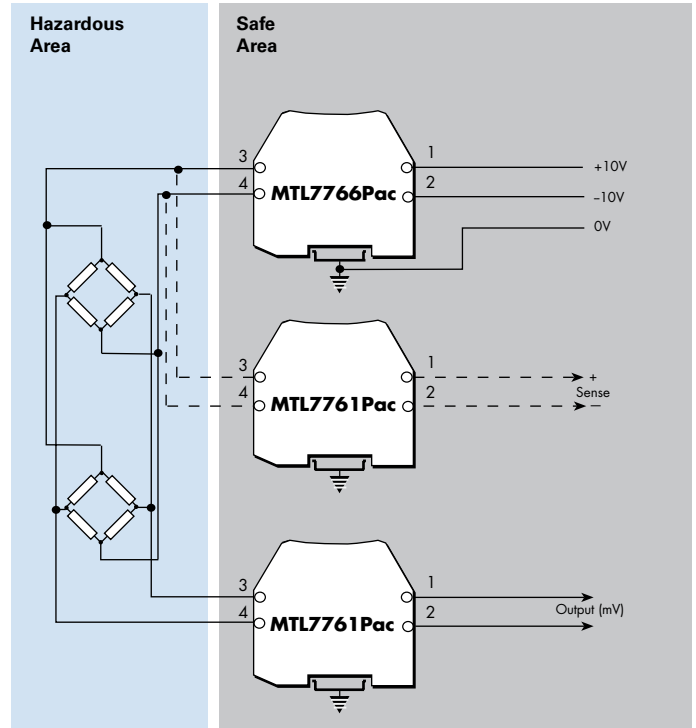 Hazardous
Area
Safe
Area
3
1
+10V
4
MTL7766Pac
2
–10V
0V
3
1
+
Sense
4
MTL7761Pac
2
–
3
1
Output (mV)
4
MTL7761Pac
2